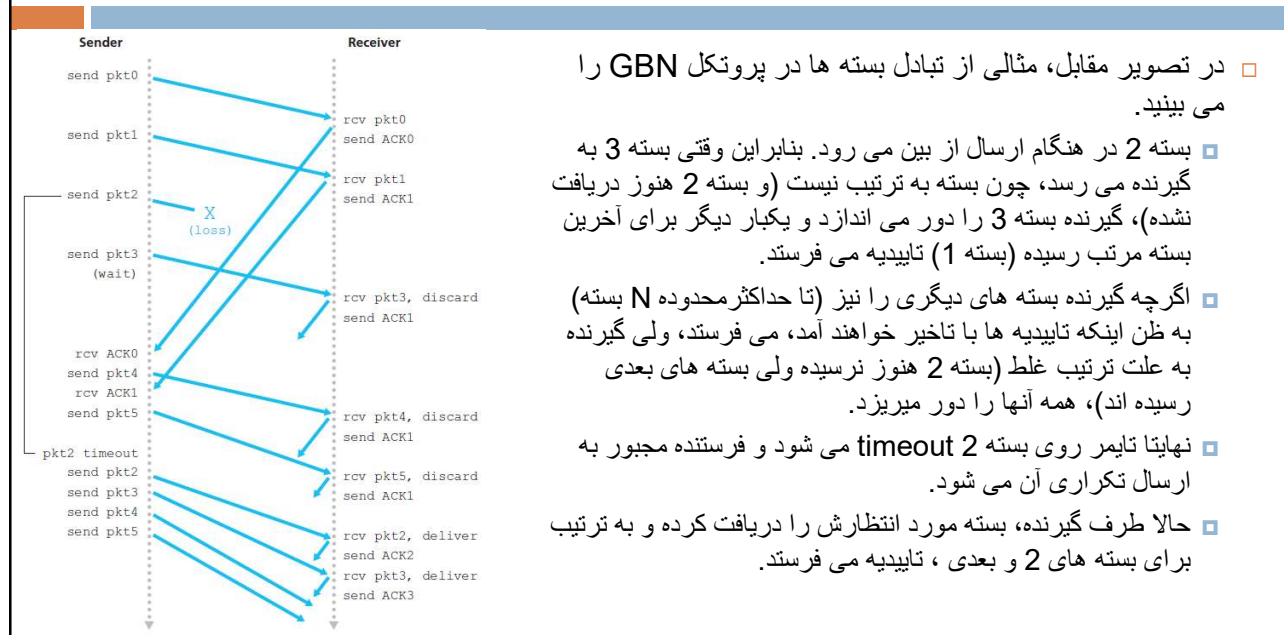 Sender
Receiver
send pkt0
rcv pkt0
send ACK0
send pkt1
rcv pkt1
send ACK1
send pkt2
X
(loss)
send pkt3
(wait)
rcv pkt3, discard
send ACK1
rcv ACK0
send pkt4
rcv ACK1
send pkt5
rcv pkt4, discard
send ACK1
pkt2 timeout
send pkt2
send pkt3
send pkt4
send pkt5
rcv pkt5, discard
send ACK1
rcv pkt2, deliver
send ACK2
rcv pkt3, deliver
send ACK3
در تصویر مقابل، مثالی از تبادل بسته ها در پروتکل GBN را
می بینید.
بسته 2 در هنگام ارسال از بین می رود. بنابراین وقتی بسته 3 به
گیرنده می رسد، چون بسته به ترتیب نیست (و بسته 2 هنوز دریافت
نشده)، گیرنده بسته 3 را دور می اندازد و یکبار دیگر برای آخرین
بسته مرتب رسیده (بسته 1) تاییدیه می فرستد.
اگرچه گیرنده بسته های دیگری را نیز (تا حداکثرمحدوده N بسته)
به ظن اینکه تاییدیه ها با تاخیر خواهند آمد، می فرستد، ولی گیرنده
به علت ترتیب غلط (بسته 2 هنوز نرسیده ولی بسته های بعدی
رسیده اند)، همه آنها را دور میریزد.
نهایتا تایمر روی بسته 2 timeout می شود و فرستنده مجبور به
ارسال تکراری آن می شود.
حالا طرف گیرنده، بسته مورد انتظارش را دریافت کرده و به ترتیب
برای بسته های 2 و بعدی ، تاییدیه می فرستد.